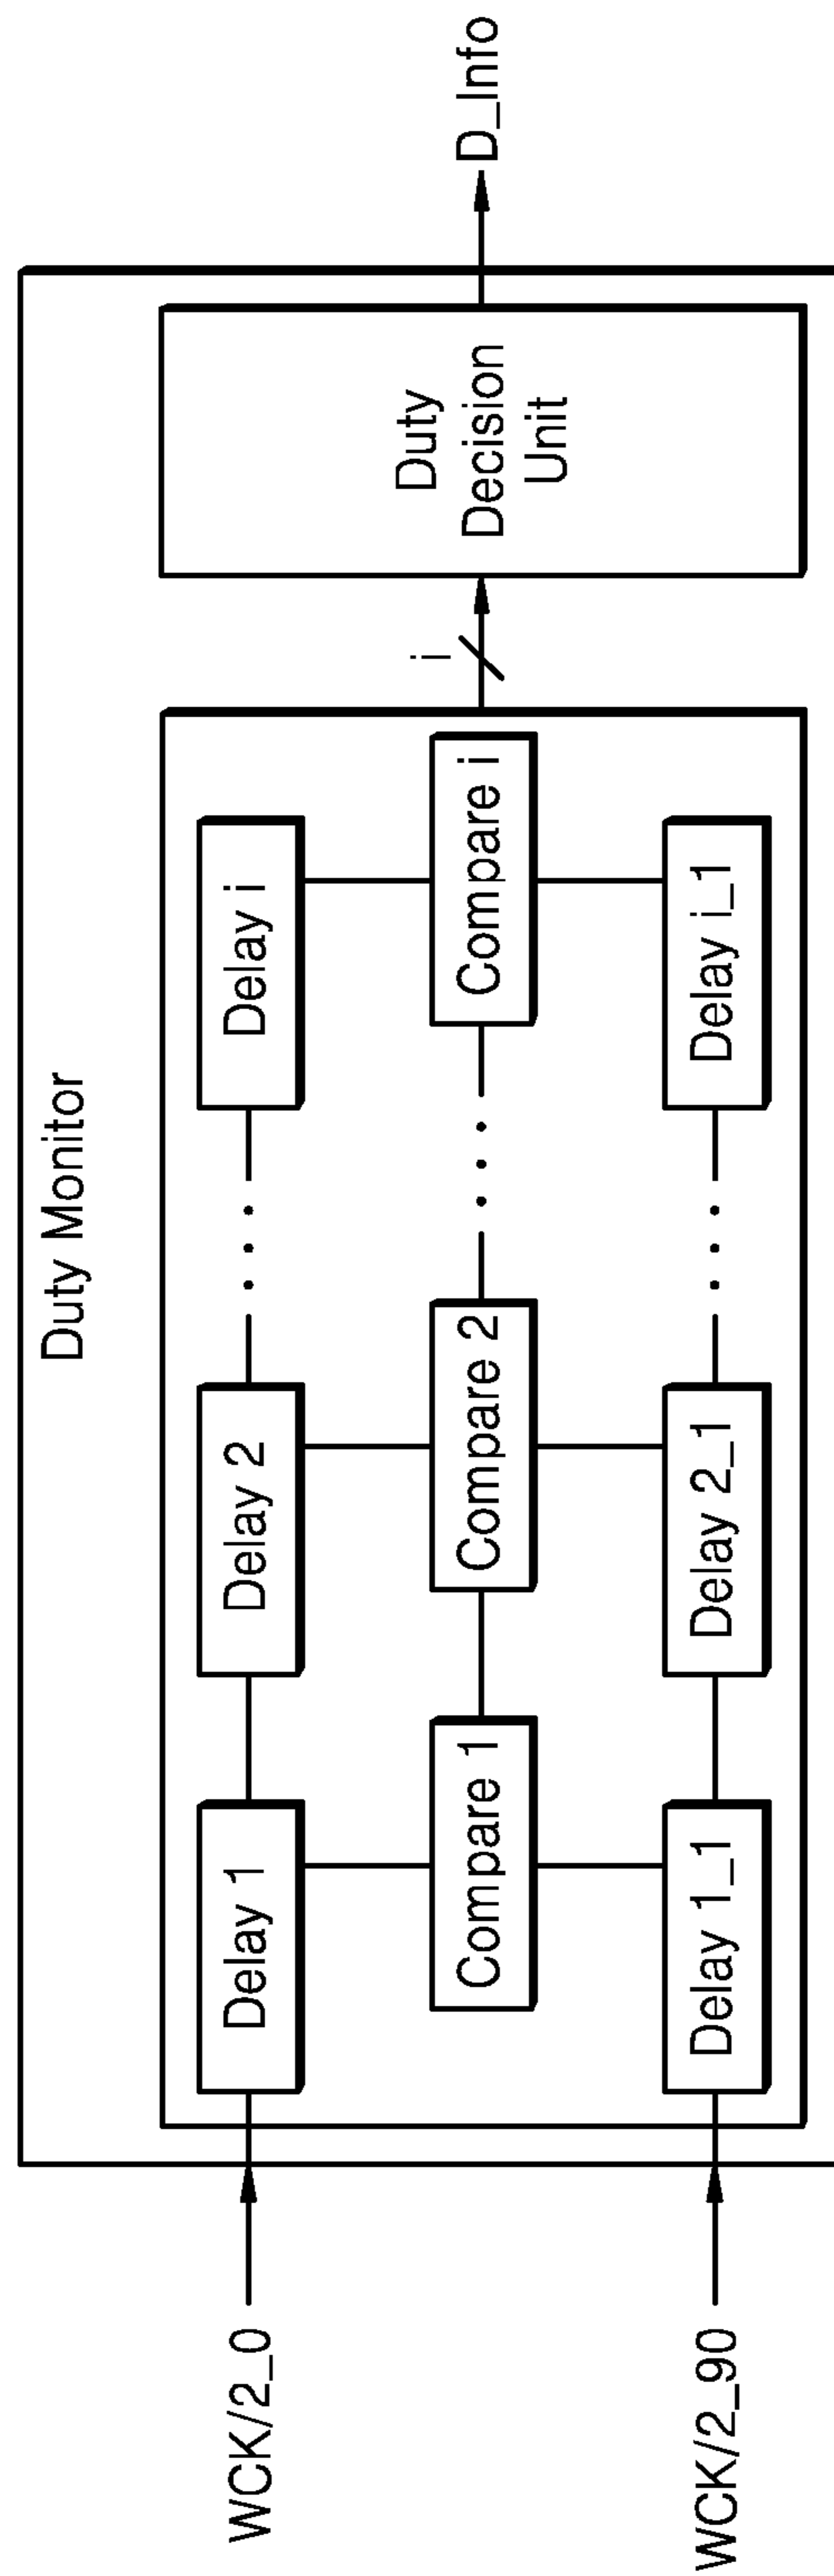 Duty Monitor
WCK/2_0
Delay 1
Delay 2
Delay i
Compare 1
Compare 2
Compare i
i
Duty
Decision
Unit
D_Info
WCK/2_90
Delay 1_1
Delay 2_1
Delay i_1